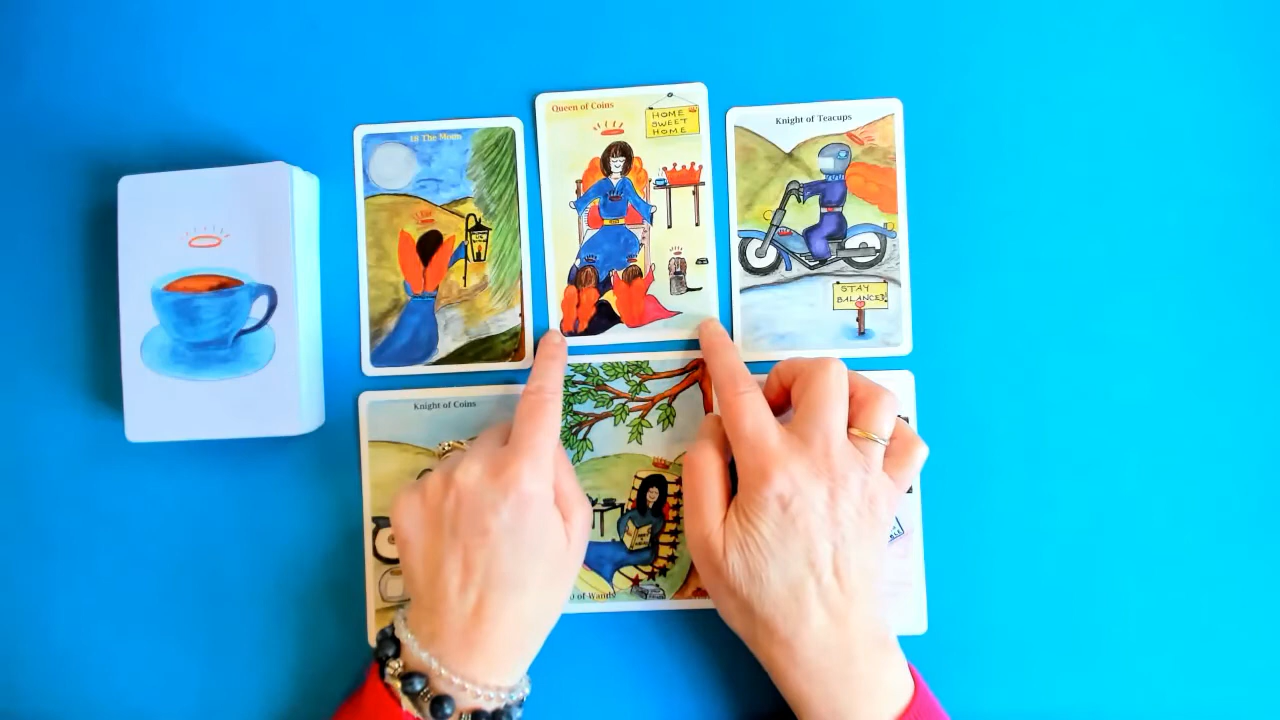 18 The Moon
Queen of Coins
HOME
SWEET
HOME
Knight of Teacups
STAY
BALANCED
Knight of Coins
of Wands